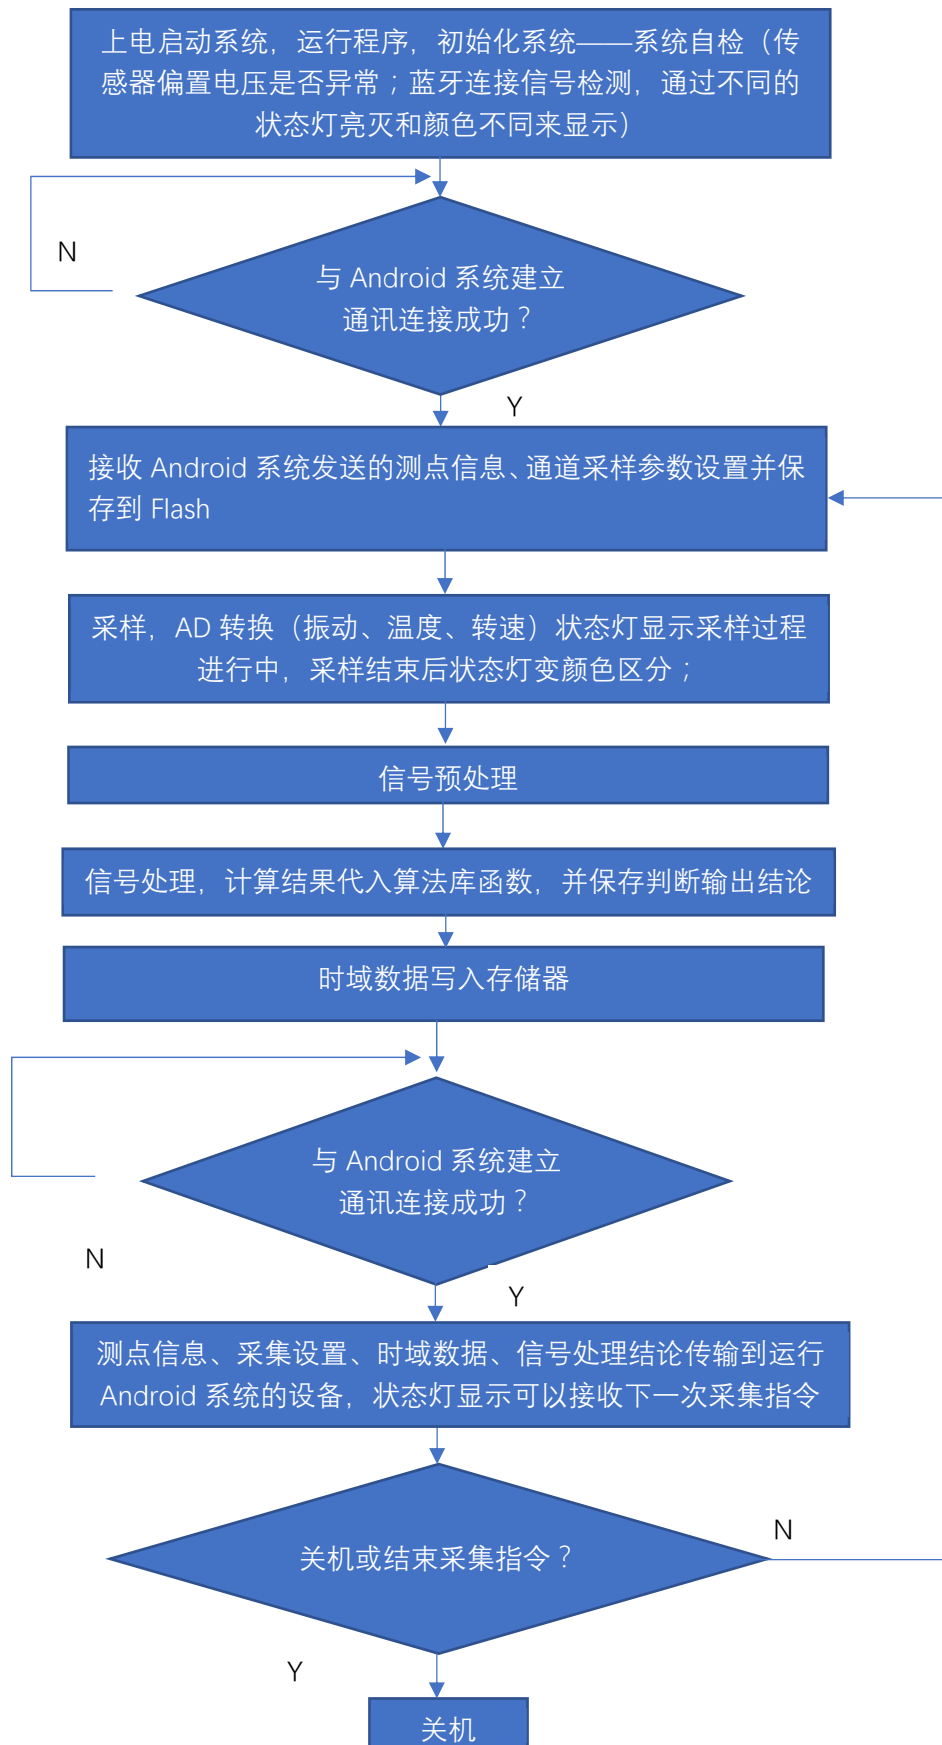 上电启动系统，运行程序，初始化系统——系统自检（传
感器偏置电压是否异常；蓝牙连接信号检测，通过不同的
状态灯亮灭和颜色不同来显示）
N
与 Android 系统建立
通讯连接成功？
Y
接收 Android 系统发送的测点信息、通道采样参数设置并保
存到 Flash
采样，AD 转换（振动、温度、转速）状态灯显示采样过程
进行中，采样结束后状态灯变颜色区分；
信号预处理
信号处理，计算结果代入算法库函数，并保存判断输出结论
时域数据写入存储器
与 Android 系统建立
通讯连接成功？
N
Y
测点信息、采集设置、时域数据、信号处理结论传输到运行
Android 系统的设备，状态灯显示可以接收下一次采集指令
N
关机或结束采集指令？
Y
关机